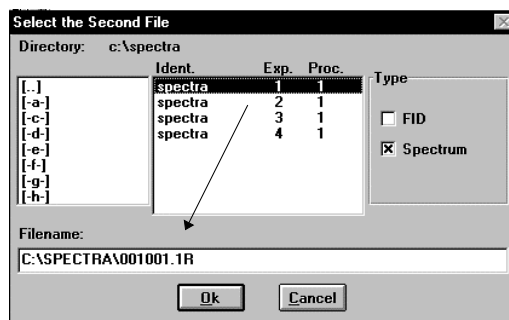 Select the Second File
Directory: c:\spectra
Ident. Exp. Proc.
[..]
[-a-]
[-c-]
[-d-]
[-e-]
[-f-]
[-g-]
[-h-]
spectra 1 1
spectra 2 1
spectra 3 1
spectra 4 1
Type
FID
Spectrum
Filename:
C:\SPECTRA\001001.1R
Ok
Cancel